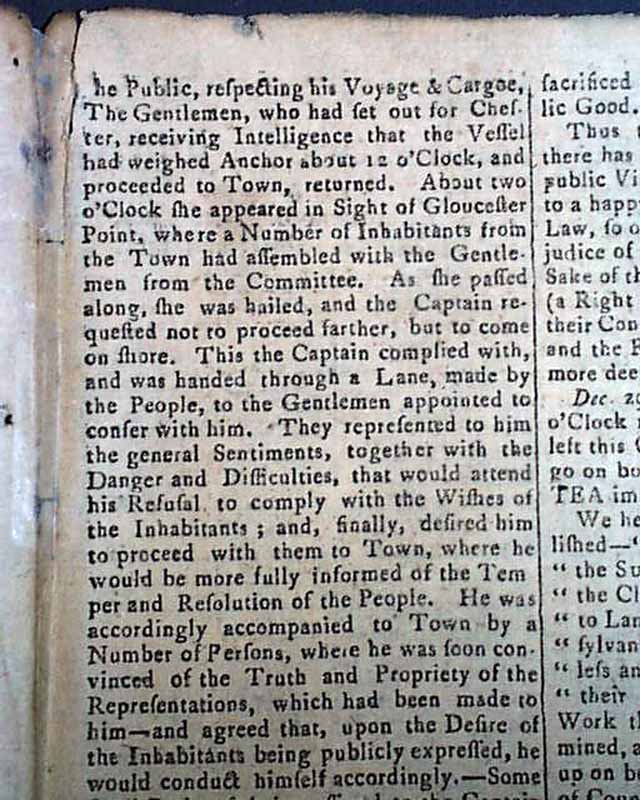 he Public, reſpecting his Voyage & Cargoe,
The Gentlemen, who had ſet out for Cheſ-
ter, receiving Intelligence that the Veſſel
had weighed Anchor about 12 o'Clock, and
proceeded to Town, returned. About two
o'Clock ſhe appeared in Sight of Glouceſter
Point, where a Number of Inhabitants from
the Town had aſſembled with the Gentle-
men from the Committee. As ſhe paſſed
along, ſhe was hailed, and the Captain re-
queſted not to proceed farther, but to come
on ſhore. This the Captain complied with,
and was handed through a Lane, made by
the People, to the Gentlemen appointed to
confer with him. They repreſented to him
the general Sentiments, together with the
Danger and Difficulties, that would attend
his Refuſal to comply with the Wiſhes of
the Inhabitants; and, finally, deſired him
to proceed with them to Town, where he
would be more fully informed of the Tem
per and Reſolution of the People. He was
accordingly accompanied to Town by a
Number of Perſons, where he was ſoon con-
vinced of the Truth and Propriety of the
Repreſentations, which had been made to
him—and agreed that, upon the Deſire of
the Inhabitants being publicly expreſſed, he
would conduct himſelf accordingly.—Some
ſacrificed
lic Good.
Thus
there has
public Vi
to a happ
Law, ſo o
judice of
Sake of th
(a Right
their Con
and the
more dee
Dec.
o'Clock
left this
go on bo
TEA im
We he
liſhed—"
" the Su
" the Cl
" to Lan
" ſylvan
" leſs an
" their
Work th
mined, a
up on b